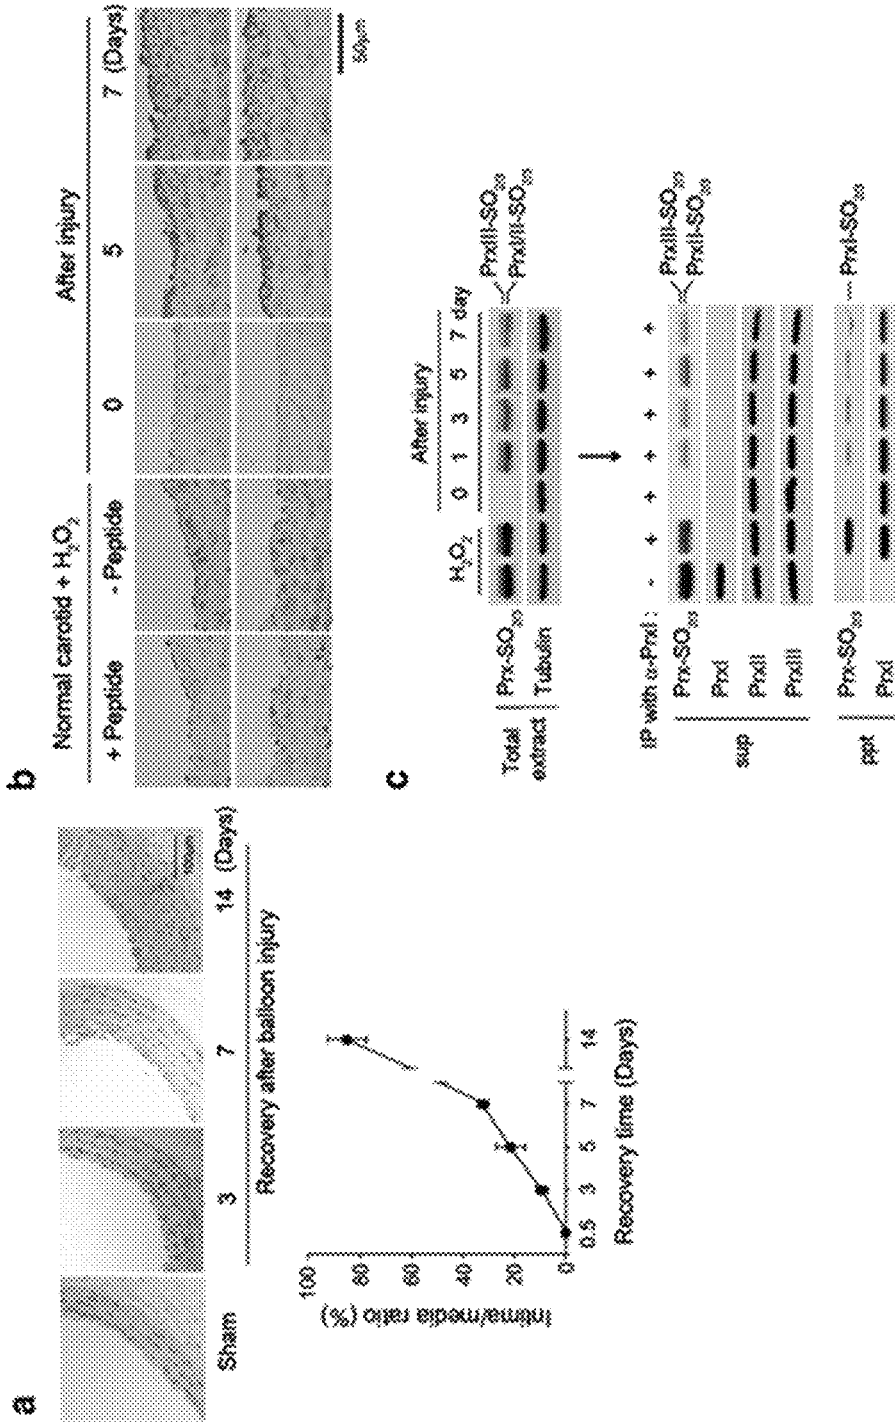 a
100μm
Sham
3
7
14 (Days)
Recovery after balloon injury
Intima/media ratio (%)
100
80
60
40
20
0
0.5
3
5
7
14
Recovery time (Days)
b
Normal carotid + H₂O₂
After injury
+ Peptide
- Peptide
0
5
7 (Days)
50μm
c
H₂O₂
After injury
0
1
3
5
7 day
Total extract
Prx-SO₂/₃
PrxIII-SO₂/₃
PrxI/II-SO₂/₃
Tubulin
IP with α-PrxI :
-
+
+
+
+
+
+
sup
Prx-SO₂/₃
PrxIII-SO₂/₃
PrxII-SO₂/₃
PrxI
PrxII
PrxIII
ppt
Prx-SO₂/₃
PrxI-SO₂/₃
PrxI